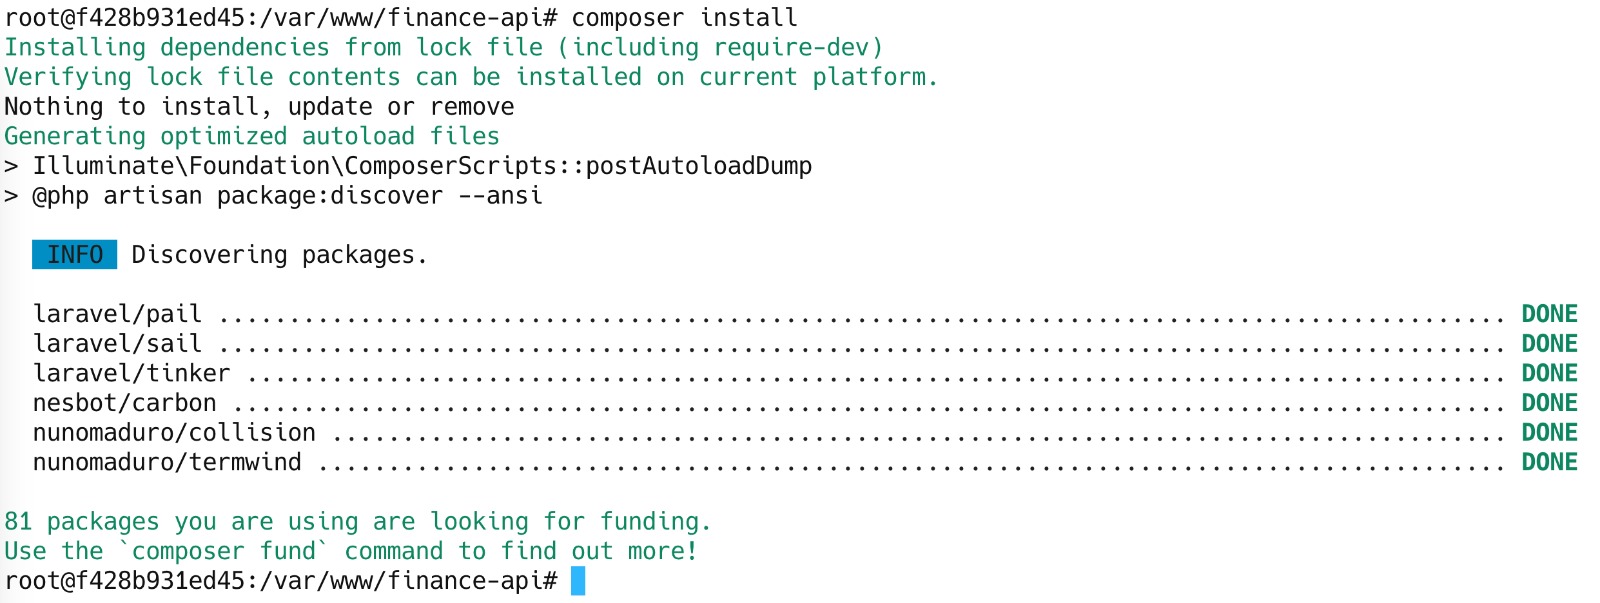 root@f428b931ed45:/var/www/finance-api# composer install
Installing dependencies from lock file (including require-dev)
Verifying lock file contents can be installed on current platform.
Nothing to install, update or remove
Generating optimized autoload files
> Illuminate\Foundation\ComposerScripts::postAutoloadDump
> @php artisan package:discover --ansi
INFO Discovering packages.
laravel/pail ........................................................................................... DONE
laravel/sail ........................................................................................... DONE
laravel/tinker ......................................................................................... DONE
nesbot/carbon .......................................................................................... DONE
nunomaduro/collision ................................................................................... DONE
nunomaduro/termwind .................................................................................... DONE
81 packages you are using are looking for funding.
Use the `composer fund` command to find out more!
root@f428b931ed45:/var/www/finance-api#